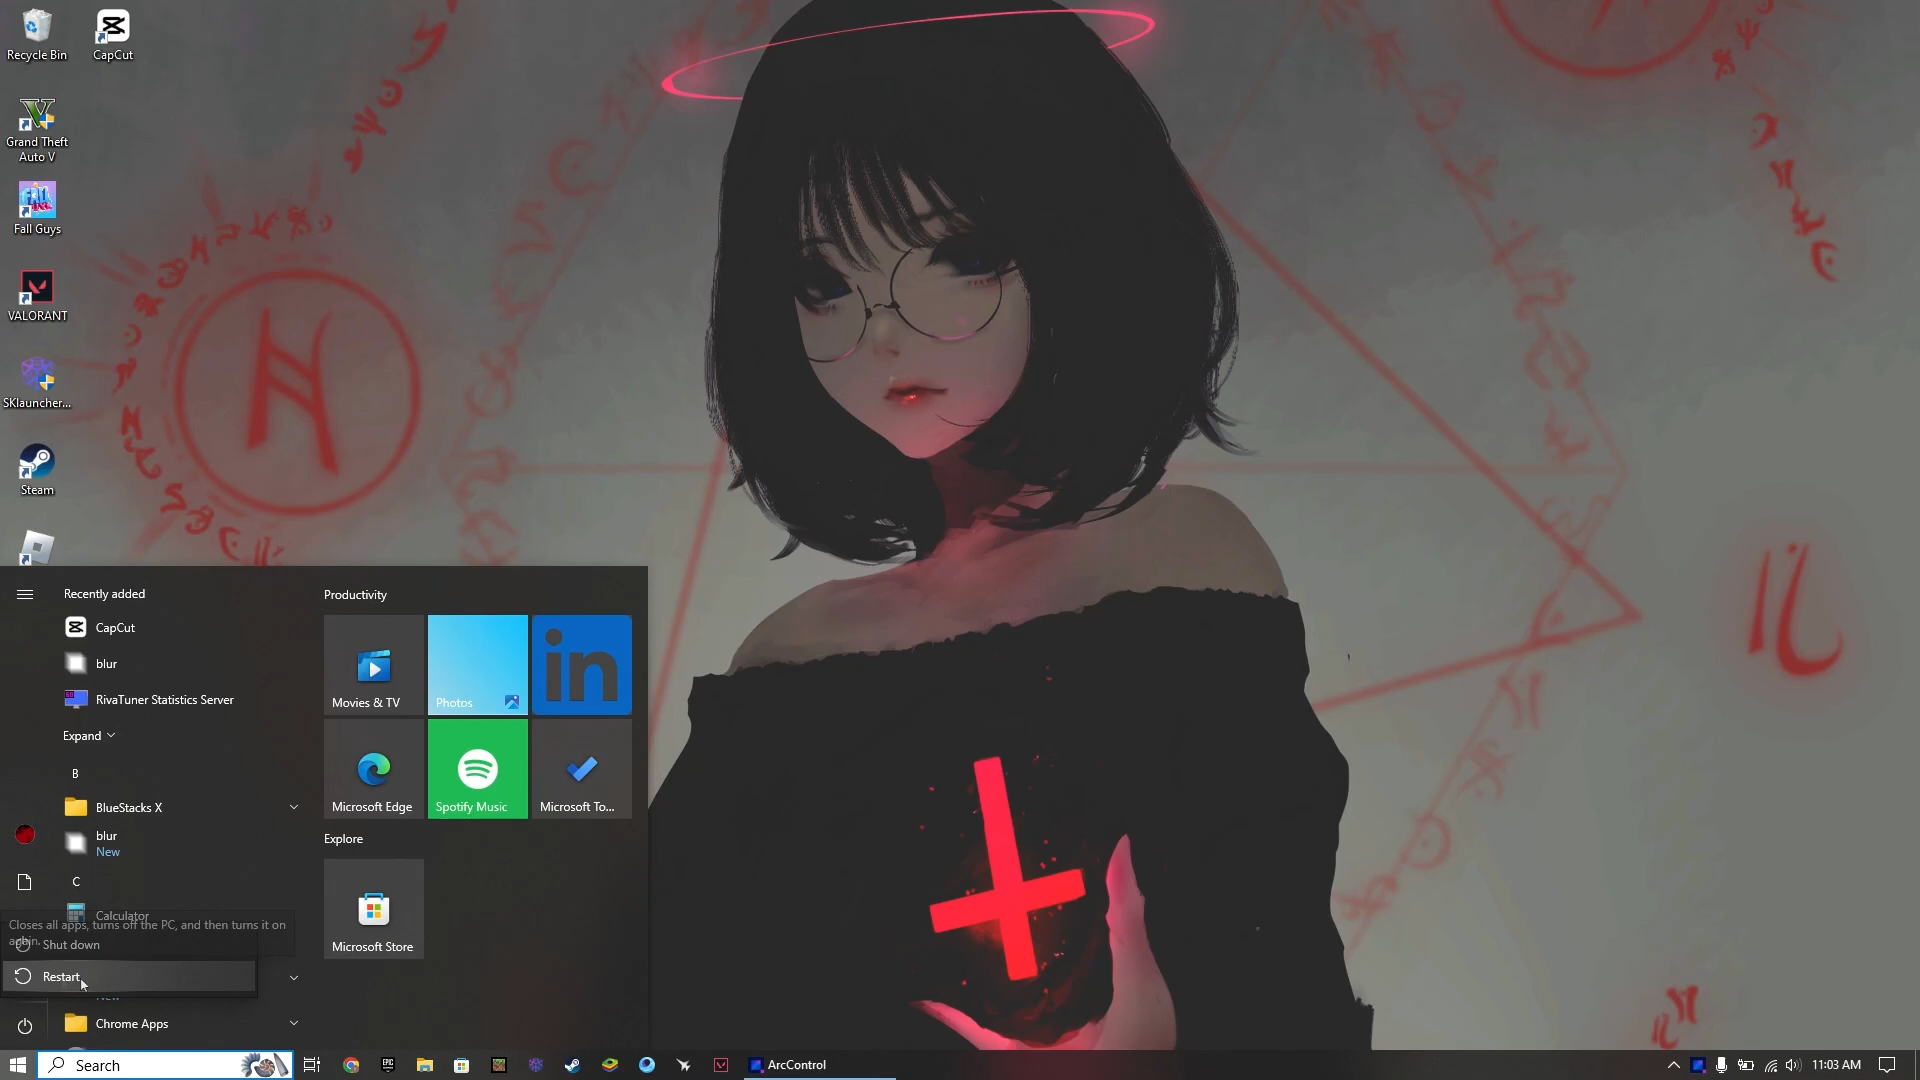 Recycle Bin
CapCut
Grand Theft
Auto V
Fall Guys
VALORANT
SKlauncher...
Steam
Recently added
CapCut
blur
RivaTuner Statistics Server
Expand
B
BlueStacks X
blur
New
C
Calculator
Closes all apps, turns off the PC, and then turns it on
again.
Shut down
Restart
New
Chrome Apps
Productivity
Movies & TV
Photos
in
Microsoft Edge
Spotify Music
Microsoft To...
Explore
Microsoft Store
Search
EPIC
ArcControl
11:03 AM